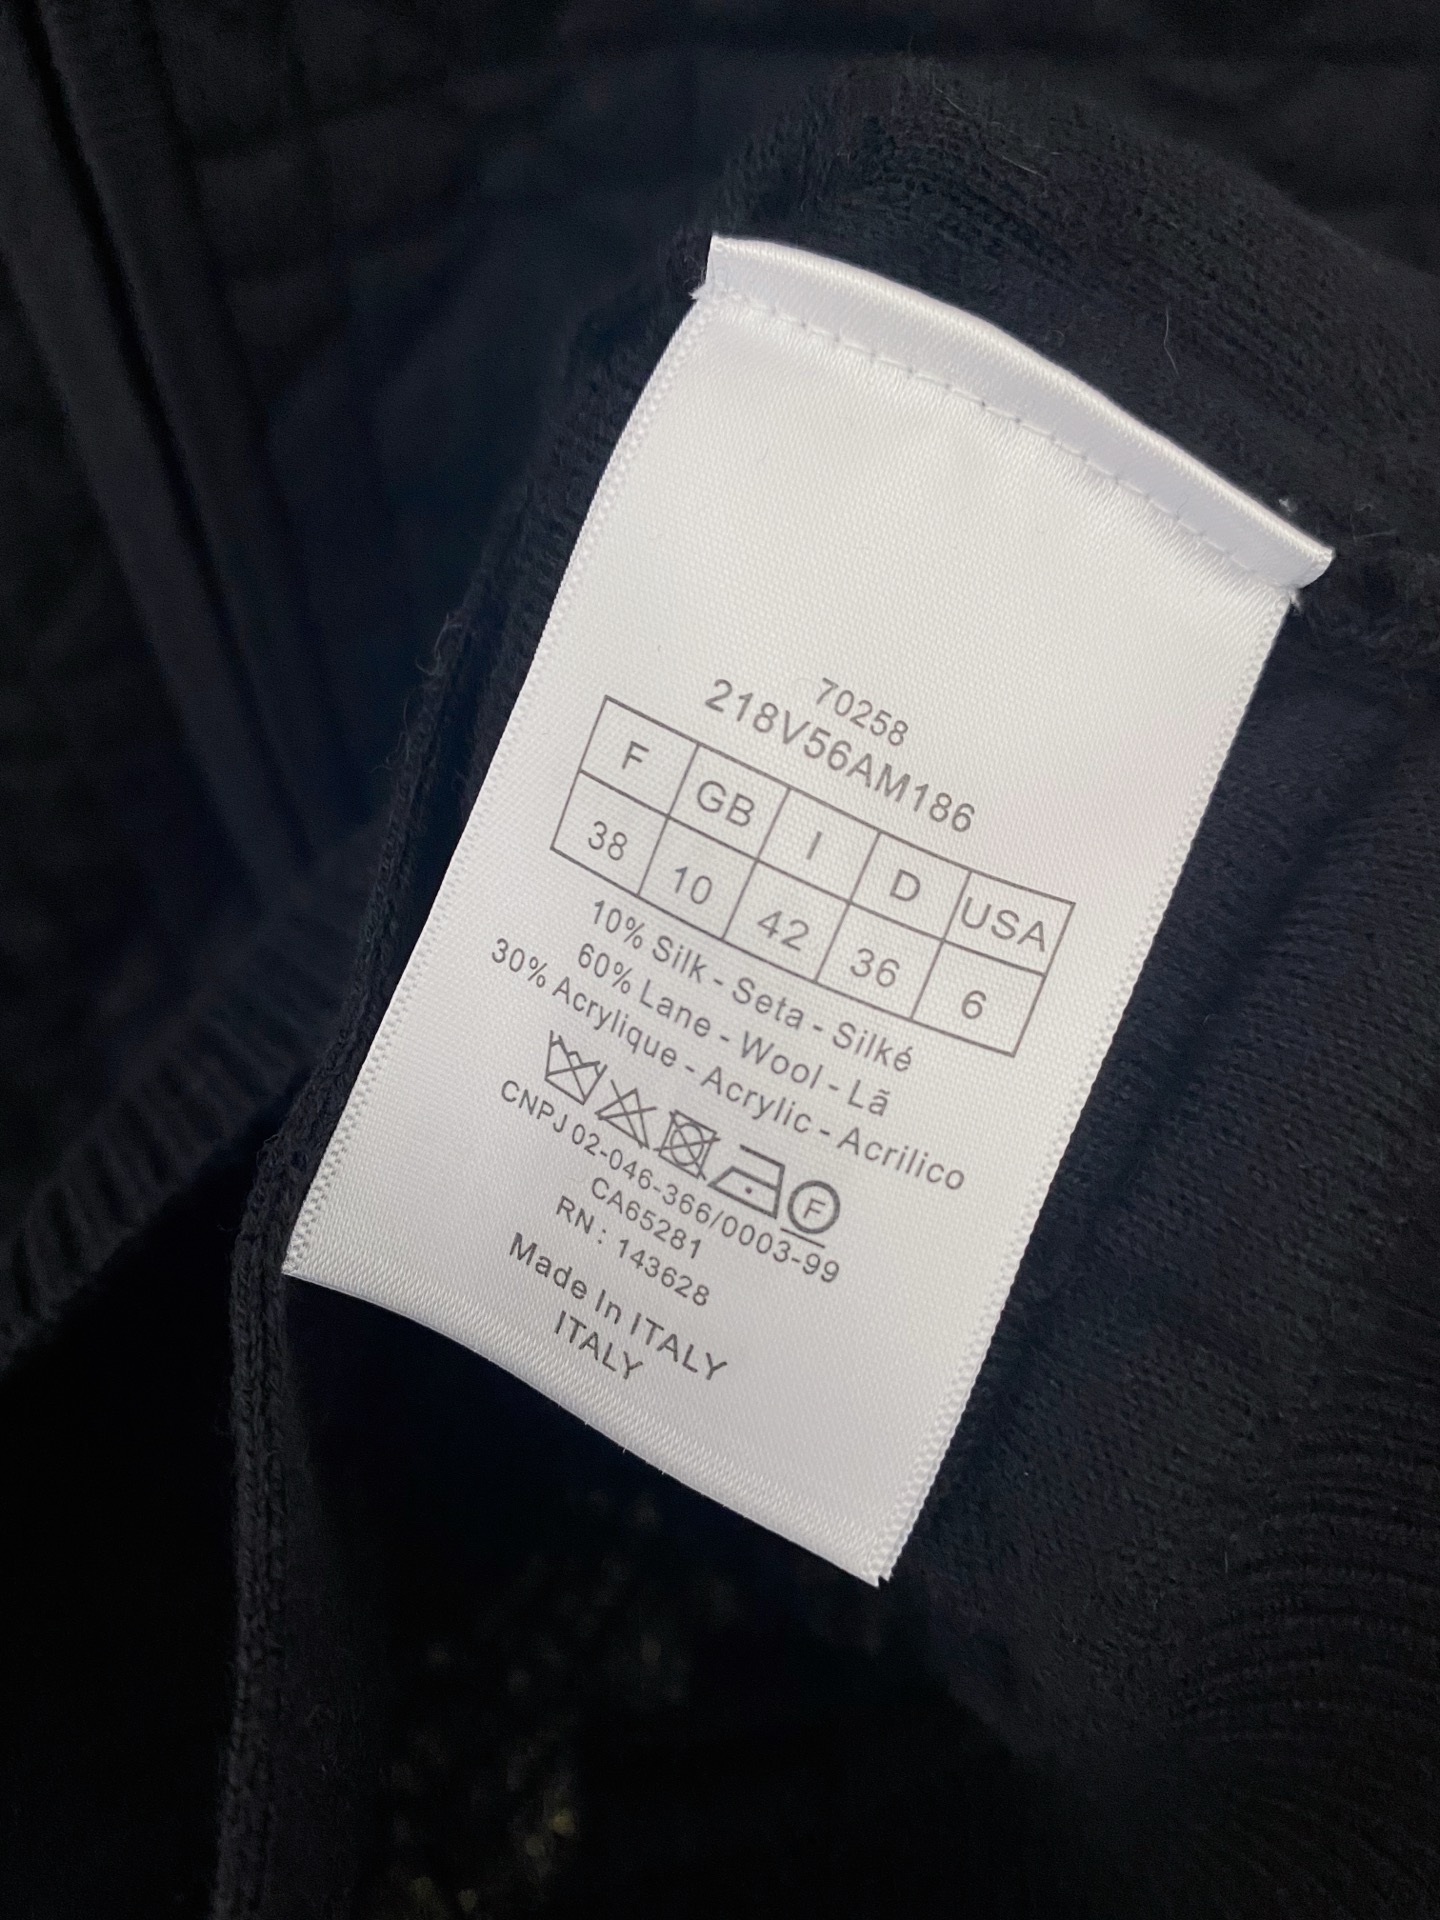 70258
218V56AM186
F GB I D USA
38 10 42 36 6
10% Silk - Seta - Silké
60% Lane - Wool - Lã
30% Acrylique - Acrylic - Acrilico
F
CNPJ 02-046-366/0003-99
CA65281
RN : 143628
Made In ITALY
ITALY